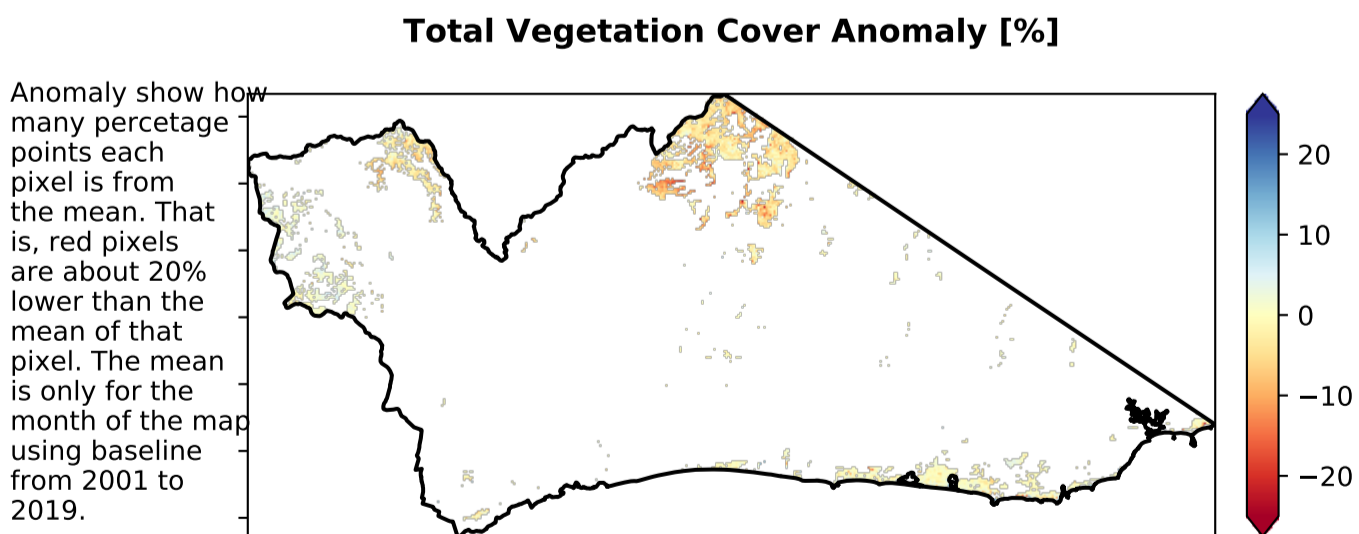 Total Vegetation Cover Anomaly [%]
Anomaly show how
many percetage
points each
pixel is from
the mean. That
is, red pixels
are about 20%
lower than the
mean of that
pixel. The mean
is only for the
month of the map
using baseline
from 2001 to
2019.
20
10
0
−10
−20